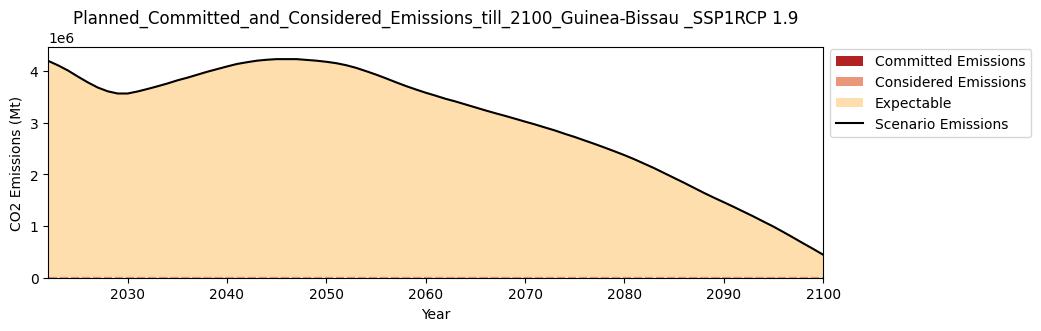 Planned_Committed_and_Considered_Emissions_till_2100_Guinea-Bissau _SSP1RCP 1.9
1e6
Committed Emissions
Considered Emissions
Expectable
Scenario Emissions
CO2 Emissions (Mt)
4
3
2
1
0
2030 2040 2050 2060 2070 2080 2090 2100
Year